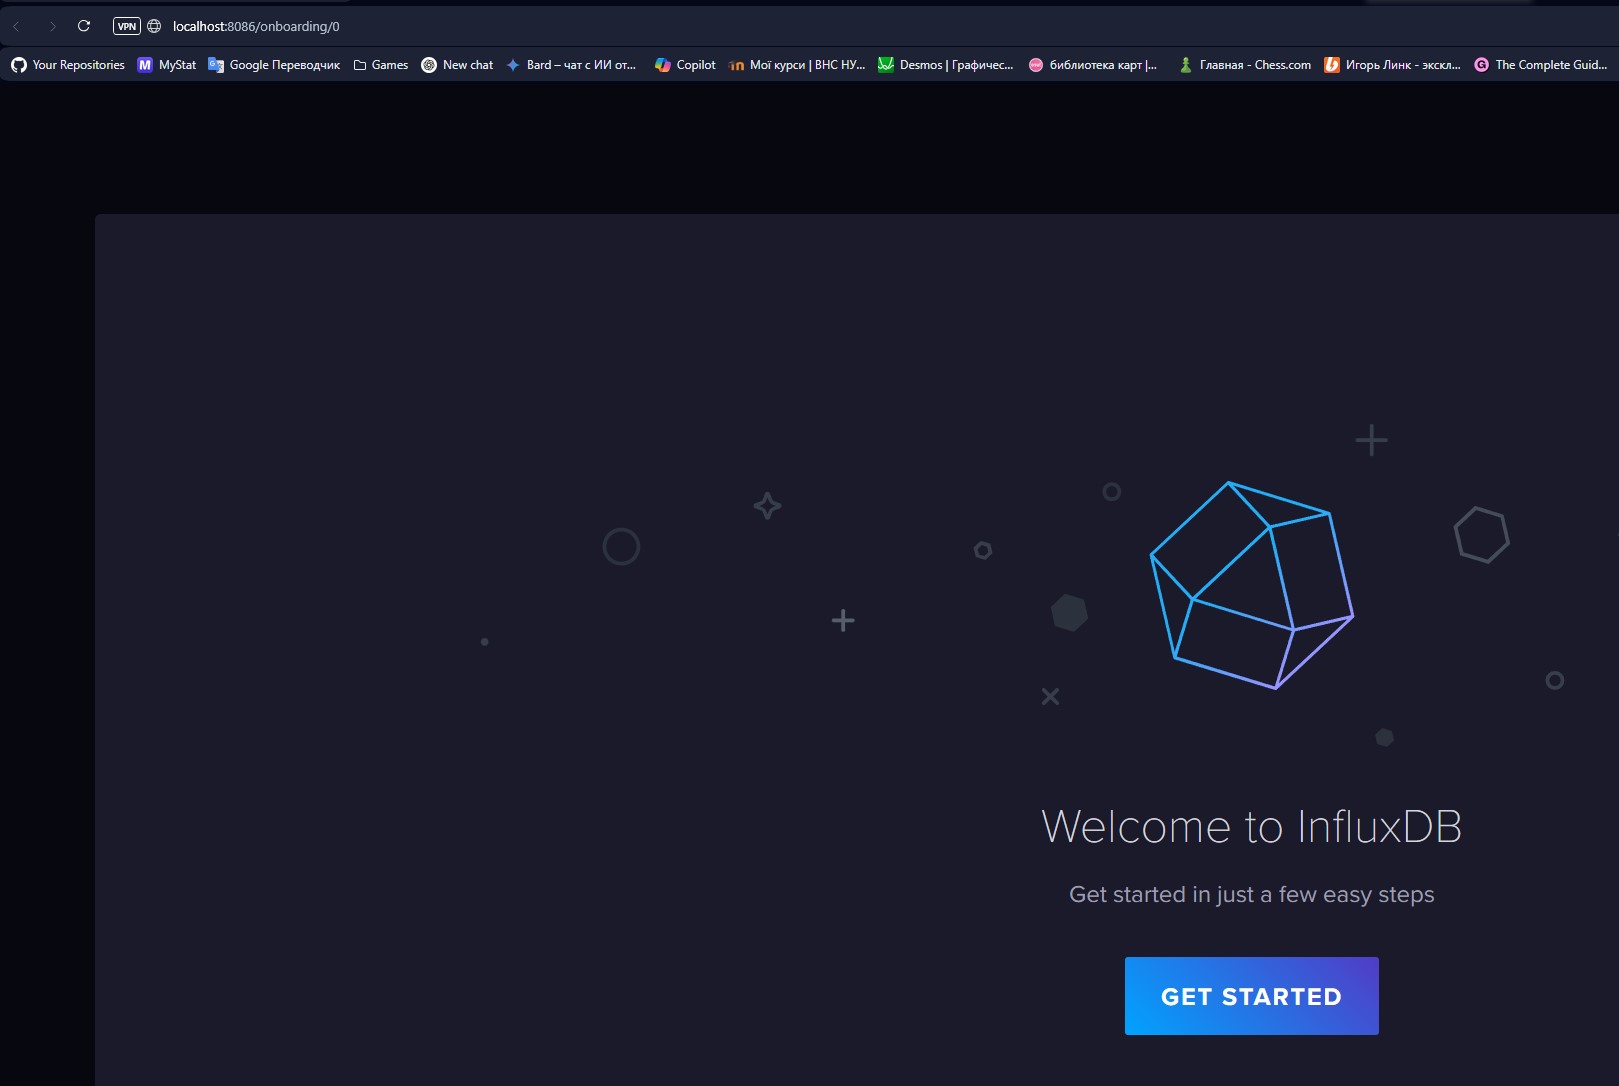 VPN localhost:8086/onboarding/0
Your Repositories M MyStat Google Переводчик Games New chat Bard – чат с ИИ от... Copilot Мої курси | ВНС НУ... Desmos | Графичес... библиотека карт |... Главная - Chess.com Игорь Линк - экскл... G The Complete Guid...
Welcome to InfluxDB
Get started in just a few easy steps
GET STARTED